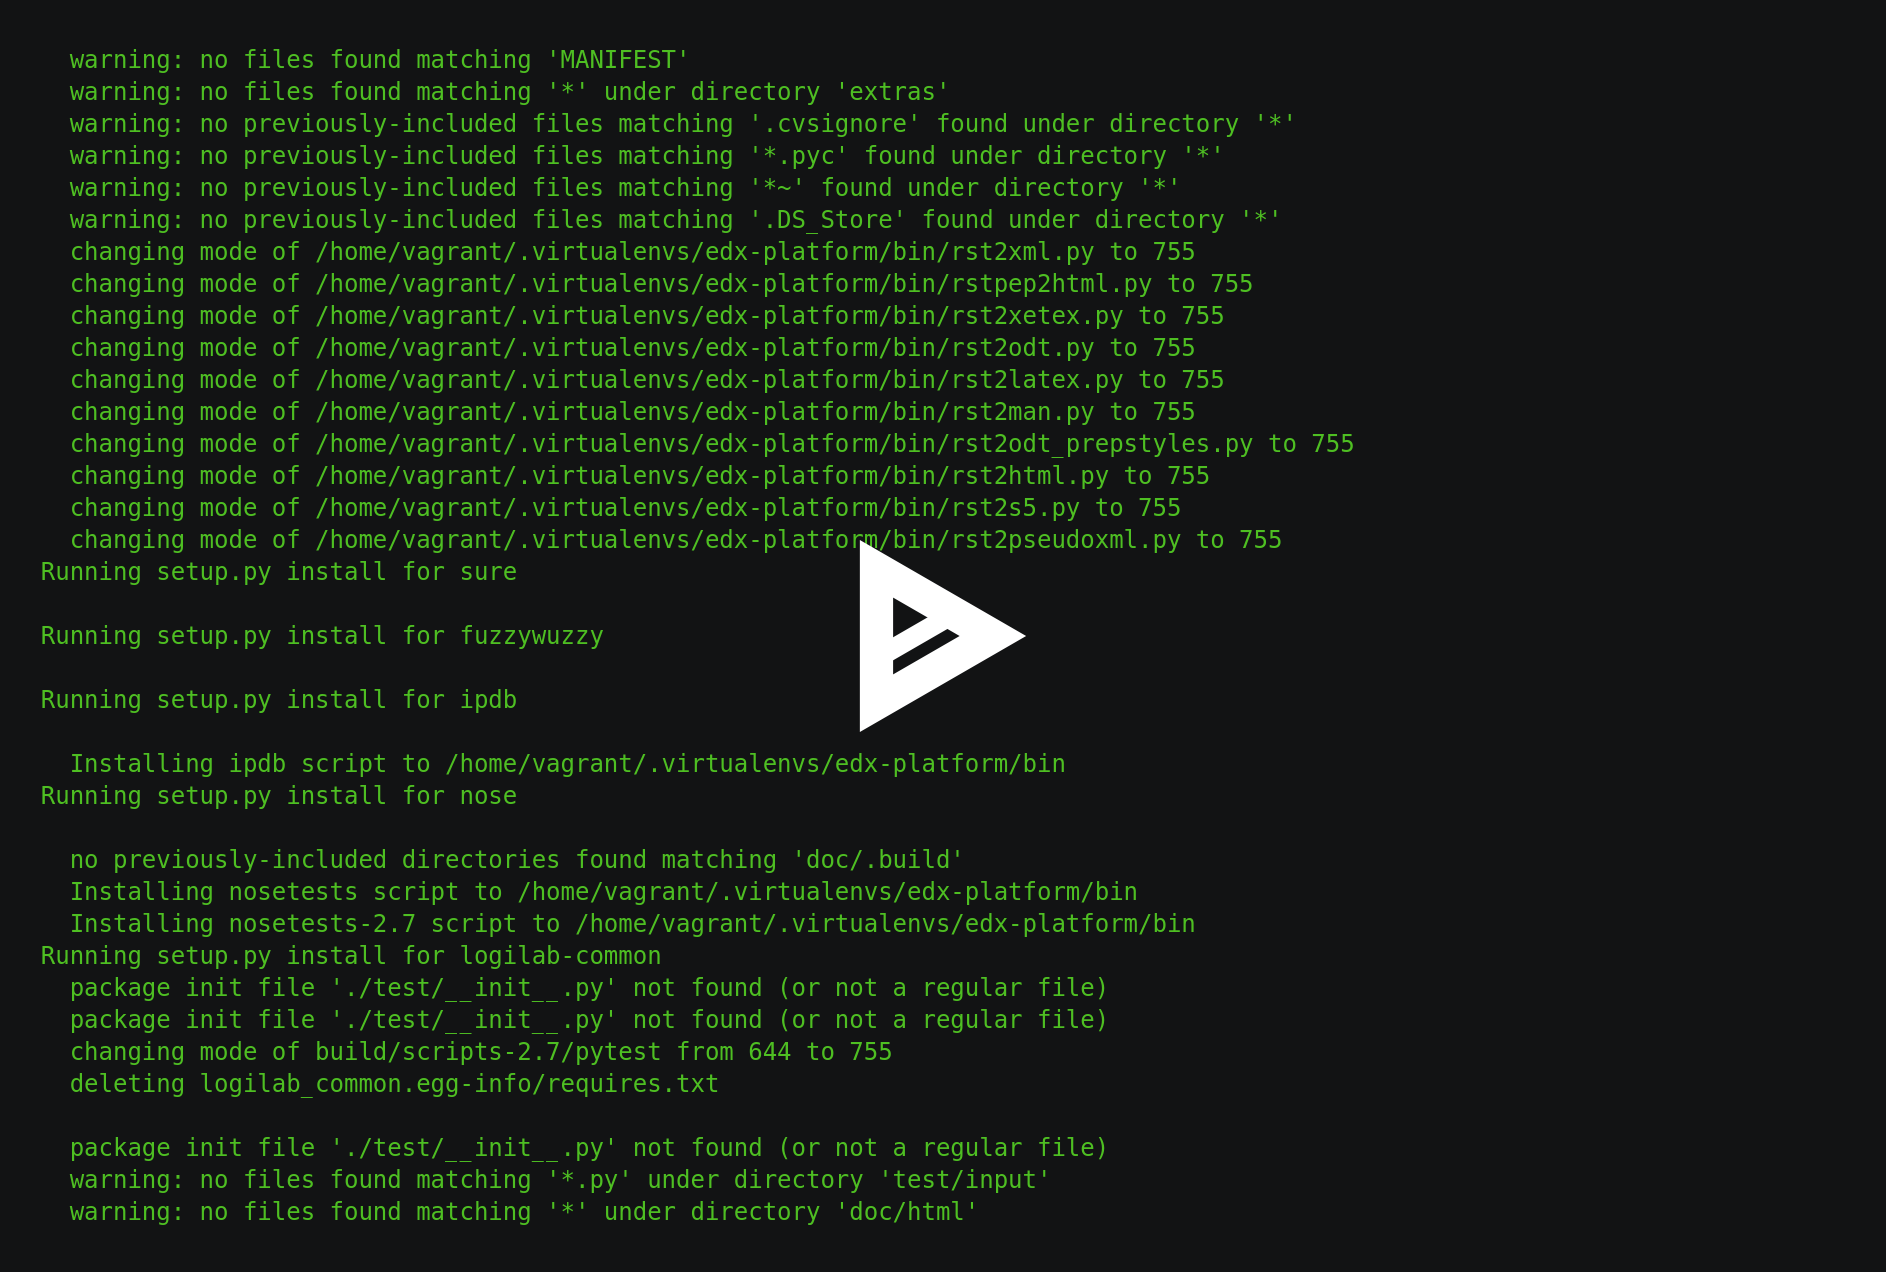 warning: no files found matching 'MANIFEST'
warning: no files found matching '*' under directory 'extras'
warning: no previously-included files matching '.cvsignore' found under directory '*'
warning: no previously-included files matching '*.pyc' found under directory '*'
warning: no previously-included files matching '*~' found under directory '*'
warning: no previously-included files matching '.DS_Store' found under directory '*'
changing mode of /home/vagrant/.virtualenvs/edx-platform/bin/rst2xml.py to 755
changing mode of /home/vagrant/.virtualenvs/edx-platform/bin/rstpep2html.py to 755
changing mode of /home/vagrant/.virtualenvs/edx-platform/bin/rst2xetex.py to 755
changing mode of /home/vagrant/.virtualenvs/edx-platform/bin/rst2odt.py to 755
changing mode of /home/vagrant/.virtualenvs/edx-platform/bin/rst2latex.py to 755
changing mode of /home/vagrant/.virtualenvs/edx-platform/bin/rst2man.py to 755
changing mode of /home/vagrant/.virtualenvs/edx-platform/bin/rst2odt_prepstyles.py to 755
changing mode of /home/vagrant/.virtualenvs/edx-platform/bin/rst2html.py to 755
changing mode of /home/vagrant/.virtualenvs/edx-platform/bin/rst2s5.py to 755
changing mode of /home/vagrant/.virtualenvs/edx-platform/bin/rst2pseudoxml.py to 755
Running setup.py install for sure
Running setup.py install for fuzzywuzzy
Running setup.py install for ipdb
Installing ipdb script to /home/vagrant/.virtualenvs/edx-platform/bin
Running setup.py install for nose
no previously-included directories found matching 'doc/.build'
Installing nosetests script to /home/vagrant/.virtualenvs/edx-platform/bin
Installing nosetests-2.7 script to /home/vagrant/.virtualenvs/edx-platform/bin
Running setup.py install for logilab-common
package init file './test/__init__.py' not found (or not a regular file)
package init file './test/__init__.py' not found (or not a regular file)
changing mode of build/scripts-2.7/pytest from 644 to 755
deleting logilab_common.egg-info/requires.txt
package init file './test/__init__.py' not found (or not a regular file)
warning: no files found matching '*.py' under directory 'test/input'
warning: no files found matching '*' under directory 'doc/html'